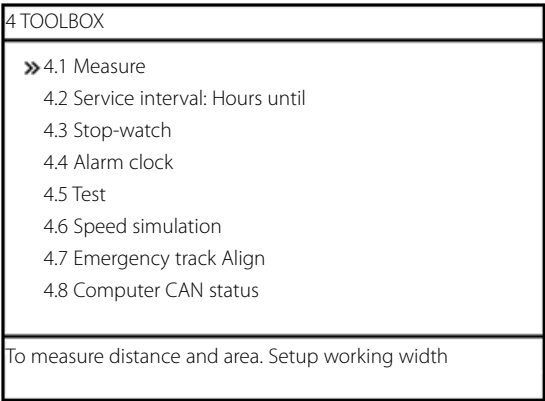 4 TOOLBOX
4.1 Measure
4.2 Service interval: Hours until
4.3 Stop-watch
4.4 Alarm clock
4.5 Test
4.6 Speed simulation
4.7 Emergency track Align
4.8 Computer CAN status
To measure distance and area. Setup working width